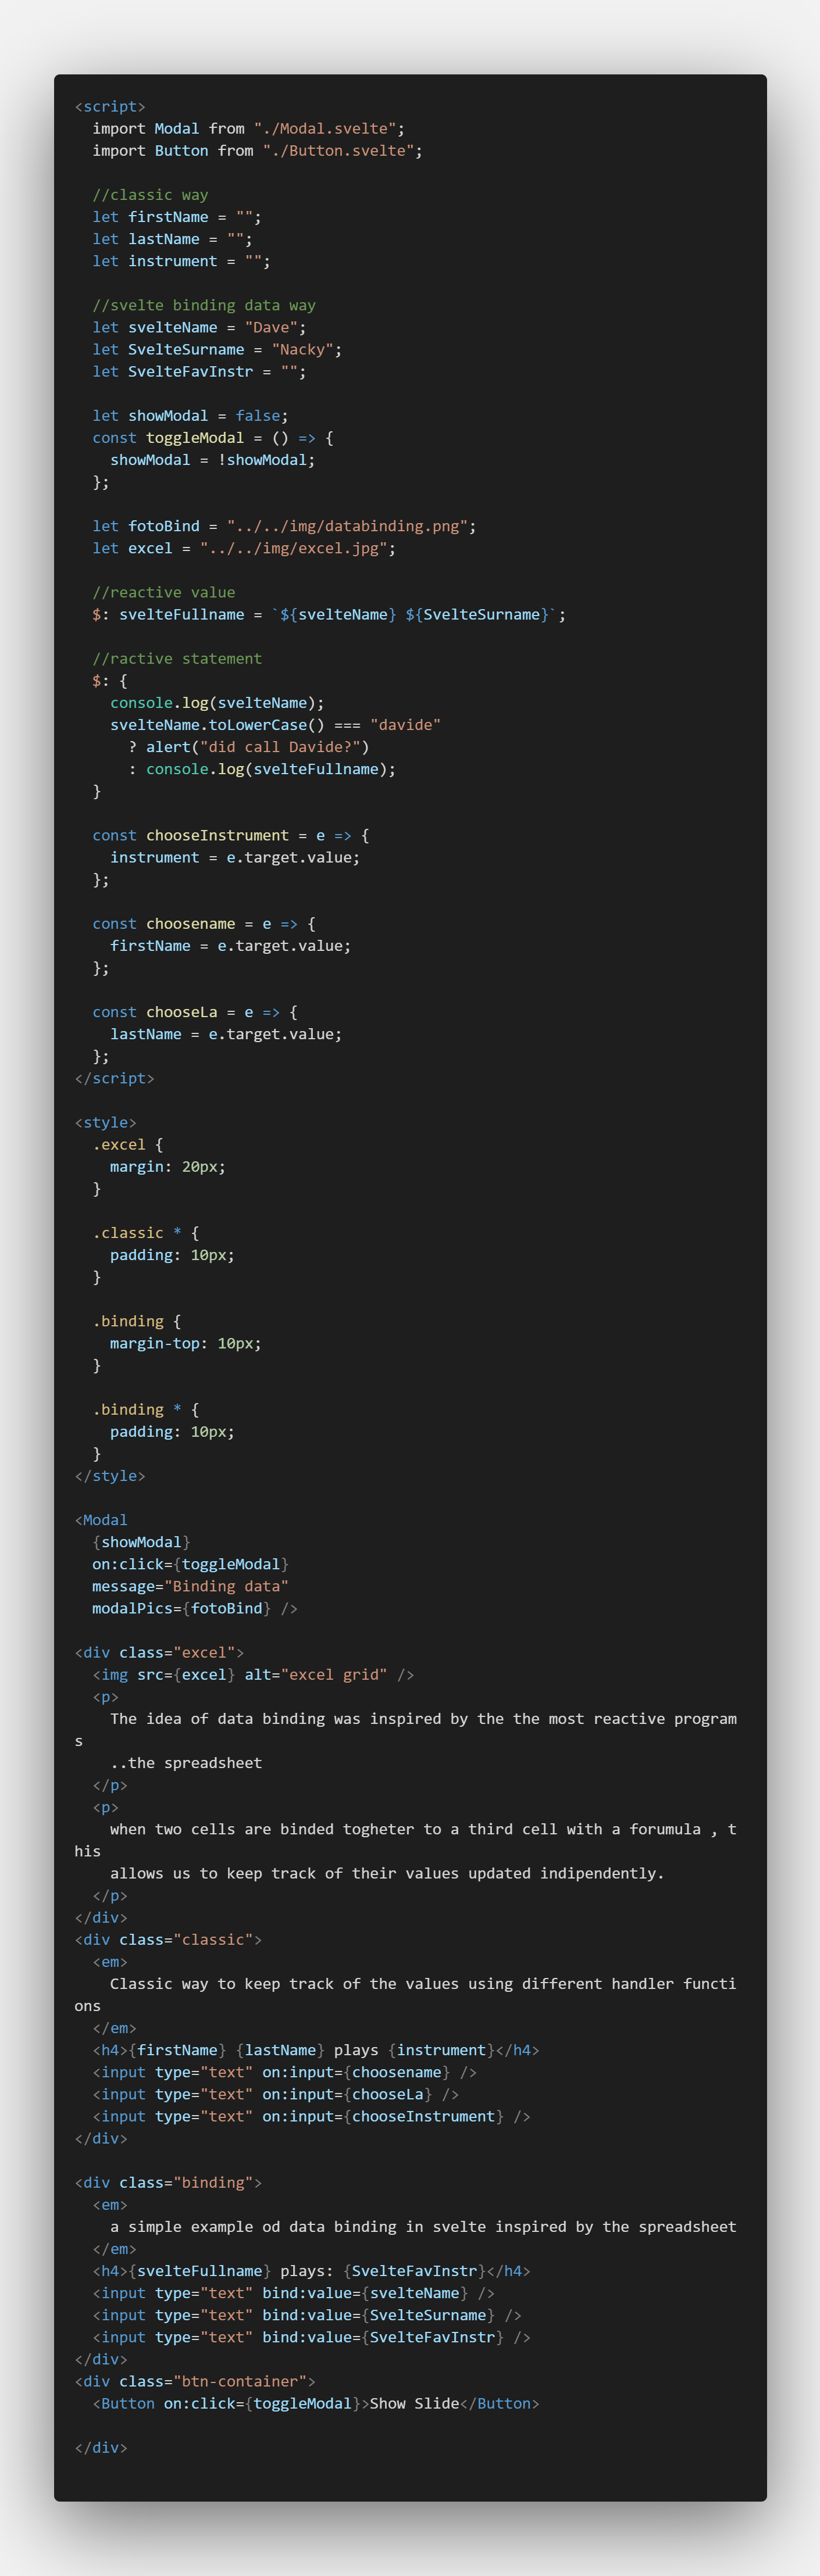 <script>
  import Modal from "./Modal.svelte";
  import Button from "./Button.svelte";

  //classic way
  let firstName = "";
  let lastName = "";
  let instrument = "";

  //svelte binding data way
  let svelteName = "Dave";
  let SvelteSurname = "Nacky";
  let SvelteFavInstr = "";

  let showModal = false;
  const toggleModal = () => {
    showModal = !showModal;
  };

  let fotoBind = "../../img/databinding.png";
  let excel = "../../img/excel.jpg";

  //reactive value
  $: svelteFullname = `${svelteName} ${SvelteSurname}`;

  //ractive statement
  $: {
    console.log(svelteName);
    svelteName.toLowerCase() === "davide"
      ? alert("did call Davide?")
      : console.log(svelteFullname);
  }

  const chooseInstrument = e => {
    instrument = e.target.value;
  };

  const choosename = e => {
    firstName = e.target.value;
  };

  const chooseLa = e => {
    lastName = e.target.value;
  };
</script>

<style>
  .excel {
    margin: 20px;
  }

  .classic * {
    padding: 10px;
  }

  .binding {
    margin-top: 10px;
  }

  .binding * {
    padding: 10px;
  }
</style>

<Modal
  {showModal}
  on:click={toggleModal}
  message="Binding data"
  modalPics={fotoBind} />

<div class="excel">
  <img src={excel} alt="excel grid" />
  <p>
    The idea of data binding was inspired by the the most reactive program
s
    ..the spreadsheet
  </p>
  <p>
    when two cells are binded togheter to a third cell with a forumula , t
his
    allows us to keep track of their values updated indipendently.
  </p>
</div>
<div class="classic">
  <em>
    Classic way to keep track of the values using different handler functi
ons
  </em>
  <h4>{firstName} {lastName} plays {instrument}</h4>
  <input type="text" on:input={choosename} />
  <input type="text" on:input={chooseLa} />
  <input type="text" on:input={chooseInstrument} />
</div>

<div class="binding">
  <em>
    a simple example od data binding in svelte inspired by the spreadsheet
  </em>
  <h4>{svelteFullname} plays: {SvelteFavInstr}</h4>
  <input type="text" bind:value={svelteName} />
  <input type="text" bind:value={SvelteSurname} />
  <input type="text" bind:value={SvelteFavInstr} />
</div>
<div class="btn-container">
  <Button on:click={toggleModal}>Show Slide</Button>

</div>